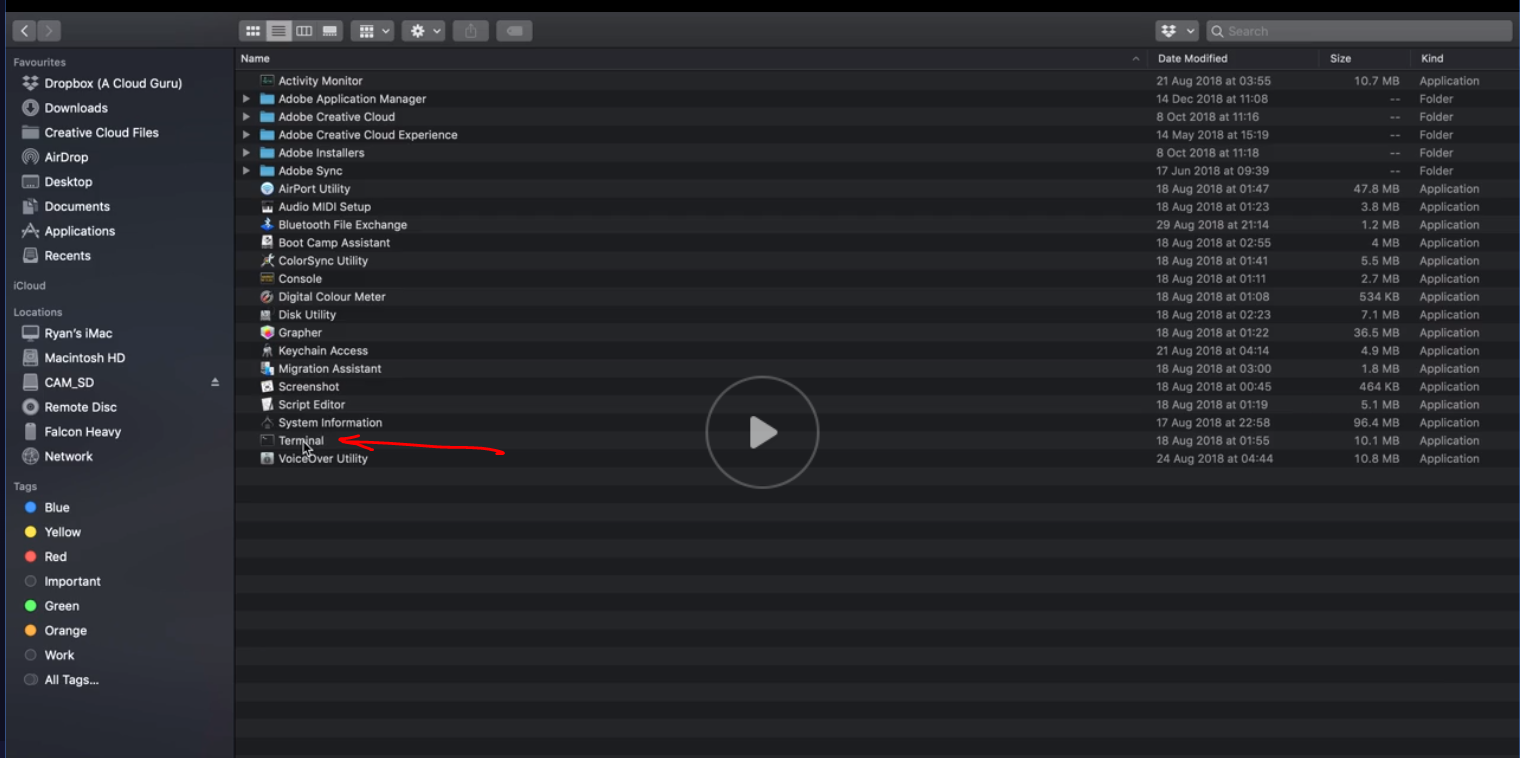 Search
Favourites
Dropbox (A Cloud Guru)
Downloads
Creative Cloud Files
AirDrop
Desktop
Documents
Applications
Recents
iCloud
Locations
Ryan's iMac
Macintosh HD
CAM_SD
Remote Disc
Falcon Heavy
Network
Tags
Blue
Yellow
Red
Important
Green
Orange
Work
All Tags...
Name Date Modified Size Kind
Activity Monitor 21 Aug 2018 at 03:55 10.7 MB Application
Adobe Application Manager 14 Dec 2018 at 11:08 -- Folder
Adobe Creative Cloud 8 Oct 2018 at 11:16 -- Folder
Adobe Creative Cloud Experience 14 May 2018 at 15:19 -- Folder
Adobe Installers 8 Oct 2018 at 11:18 -- Folder
Adobe Sync 17 Jun 2018 at 09:39 -- Folder
AirPort Utility 18 Aug 2018 at 01:47 47.8 MB Application
Audio MIDI Setup 18 Aug 2018 at 01:23 3.8 MB Application
Bluetooth File Exchange 29 Aug 2018 at 21:14 1.2 MB Application
Boot Camp Assistant 18 Aug 2018 at 02:55 4 MB Application
ColorSync Utility 18 Aug 2018 at 01:41 5.5 MB Application
Console 18 Aug 2018 at 01:11 2.7 MB Application
Digital Colour Meter 18 Aug 2018 at 01:08 534 KB Application
Disk Utility 18 Aug 2018 at 02:23 7.1 MB Application
Grapher 18 Aug 2018 at 01:22 36.5 MB Application
Keychain Access 21 Aug 2018 at 04:14 4.9 MB Application
Migration Assistant 18 Aug 2018 at 03:00 1.8 MB Application
Screenshot 18 Aug 2018 at 00:45 464 KB Application
Script Editor 18 Aug 2018 at 01:19 5.1 MB Application
System Information 17 Aug 2018 at 22:58 96.4 MB Application
Terminal 18 Aug 2018 at 01:55 10.1 MB Application
VoiceOver Utility 24 Aug 2018 at 04:44 10.8 MB Application